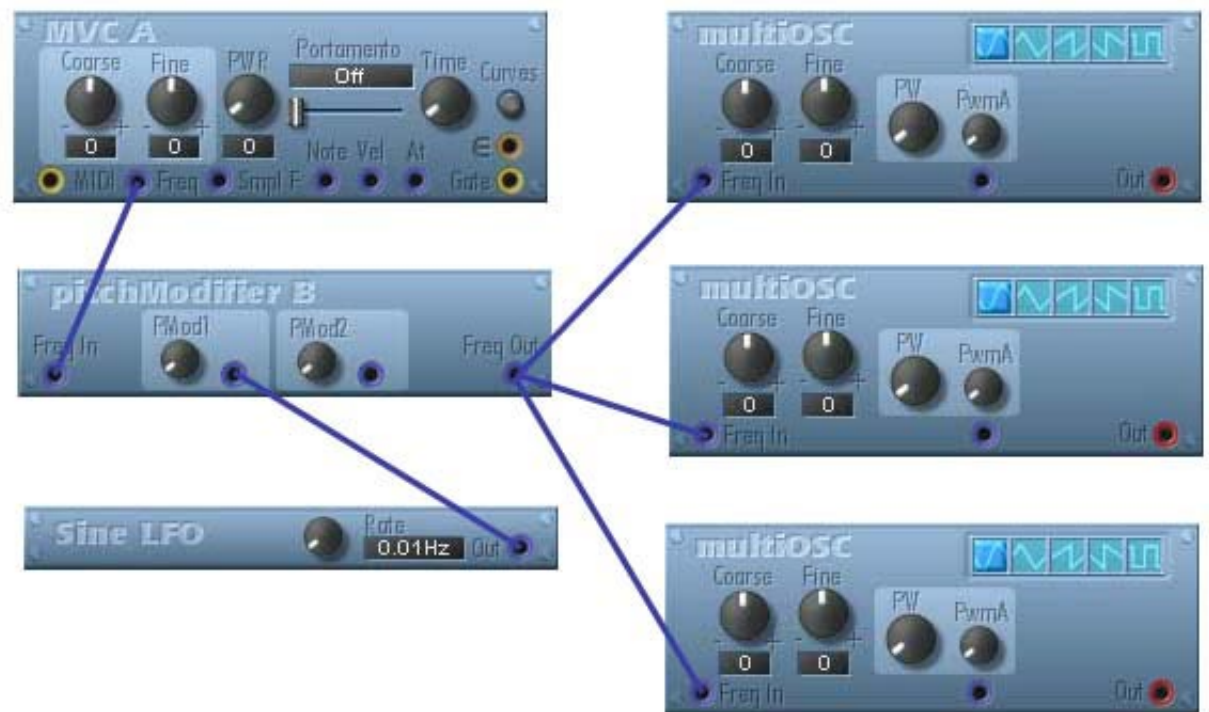 MVC A
Coarse Fine PWR Portamento Time Curves
Off
0 0 0
Note Vel At
MIDI Freq Smpl F Gate
multiOSC
Coarse Fine PW PwmA
0 0
Freq In Out
pitchModifier B
PMod1 PMod2
Freq In Freq Out
multiOSC
Coarse Fine PW PwmA
0 0
Freq In Out
Sine LFO
Rate
0.01Hz Out
multiOSC
Coarse Fine PW PwmA
0 0
Freq In Out